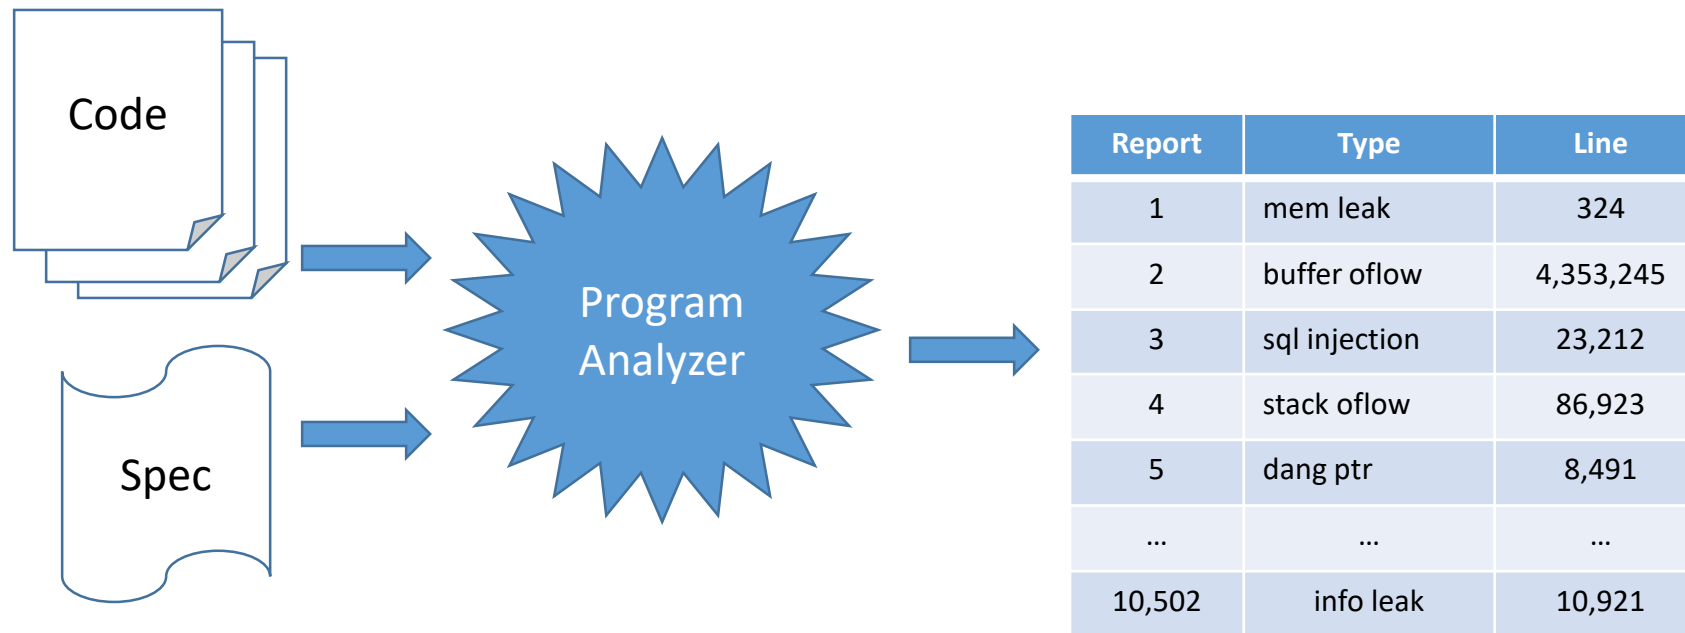 Code
Spec
Program
Analyzer
Report Type Line
1 mem leak 324
2 buffer oflow 4,353,245
3 sql injection 23,212
4 stack oflow 86,923
5 dang ptr 8,491
... ... ...
10,502 info leak 10,921